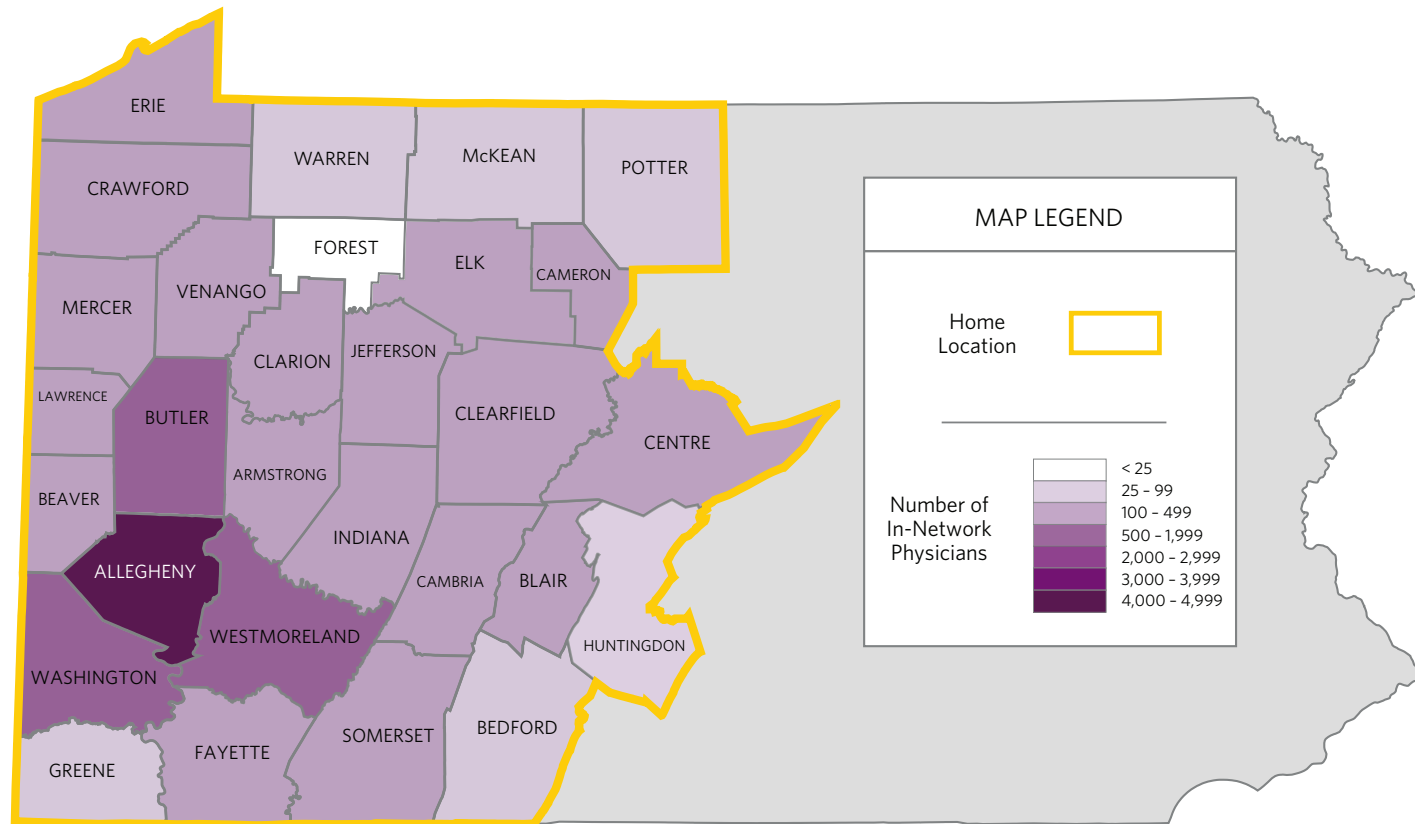 ERIE
WARREN
McKEAN
POTTER
CRAWFORD
FOREST
ELK
CAMERON
VENANGO
MERCER
JEFFERSON
CLARION
LAWRENCE
BUTLER
CLEARFIELD
CENTRE
ARMSTRONG
BEAVER
INDIANA
ALLEGHENY
CAMBRIA
BLAIR
WESTMORELAND
HUNTINGDON
WASHINGTON
BEDFORD
SOMERSET
FAYETTE
GREENE
MAP LEGEND
Home
Location
Number of
In-Network
Physicians
< 25
25 – 99
100 – 499
500 – 1,999
2,000 – 2,999
3,000 – 3,999
4,000 – 4,999